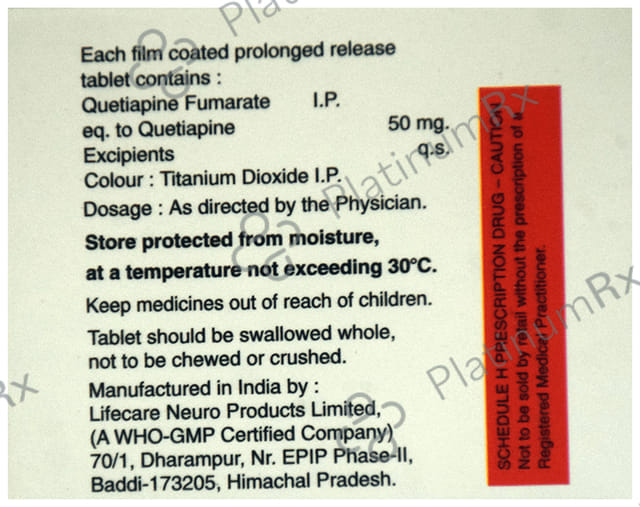 Each film coated prolonged release
tablet contains :
Quetiapine Fumarate I.P.
eq. to Quetiapine 50 mg.
Excipients q.s.
Colour : Titanium Dioxide I.P.
Dosage : As directed by the Physician.
Store protected from moisture,
at a temperature not exceeding 30°C.
Keep medicines out of reach of children.
Tablet should be swallowed whole,
not to be chewed or crushed.
Manufactured in India by :
Lifecare Neuro Products Limited,
(A WHO-GMP Certified Company)
70/1, Dharampur, Nr. EPIP Phase-II,
Baddi-173205, Himachal Pradesh.
SCHEDULE H PRESCRIPTION DRUG – CAUTION
Not to be sold by retail without the prescription of a
Registered Medical Practitioner.
PlatinumRx
PlatinumRx
Rx